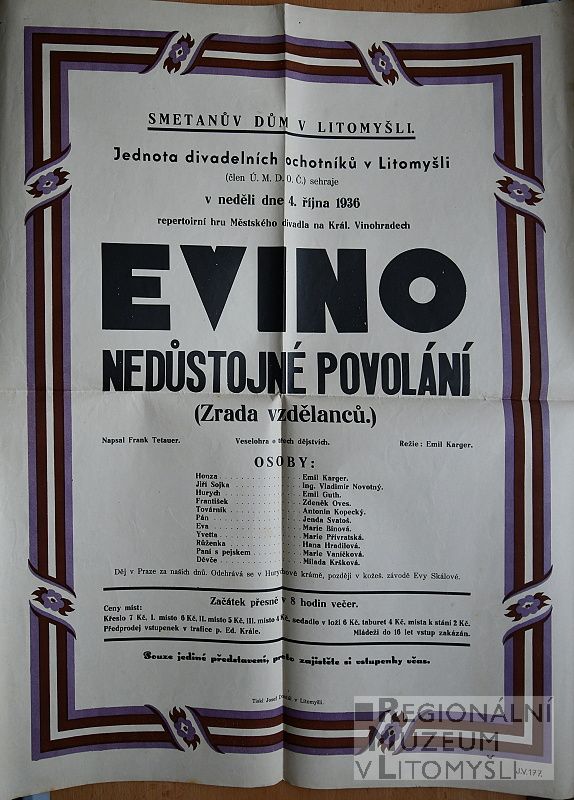 SMETANŮV DŮM V LITOMYŠLI.
Jednota divadelních ochotníků v Litomyšli
(člen Ú. M. D. O. Č.) sehraje
v neděli dne 4. října 1936
repertoirní hru Městského divadla na Král. Vinohradech
EVINO
NEDŮSTOJNÉ POVOLÁNÍ
(Zrada vzdělanců.)
Napsal Frank Tetauer. Veselohra o třech dějstvích. Režie: Emil Karger.
OSOBY:
Honza . . . . . . . . . . Emil Karger.
Jiří Sojka . . . . . . . . . . Ing. Vladimír Novotný.
Hurych . . . . . . . . . . Emil Guth.
František . . . . . . . . . . Zdeněk Oves.
Továrník . . . . . . . . . . Antonín Kopecký.
Pán . . . . . . . . . . Jenda Svatoš.
Eva . . . . . . . . . . Marie Binová.
Yvetta . . . . . . . . . . Marie Přívratská.
Růženka . . . . . . . . . . Hana Hradilová.
Paní s pejskem . . . . . . . . . . Marie Vaníčková.
Děvče . . . . . . . . . . Milada Kršková.
Děj v Praze za našich dnů. Odehrává se v Hurychově krámě, později v kožeš. závodě Evy Skálové.
Začátek přesně v 8 hodin večer.
Ceny míst:
Křeslo 7 Kč, I. místo 6 Kč, II. místo 5 Kč, III. místo 4 Kč, sedadlo v loži 6 Kč, taburet 4 Kč, místa k stání 2 Kč.
Předprodej vstupenek v trafice p. Ed. Krále. Mládeži do 16 let vstup zakázán.
Pouze jediné představení, proto zajistěte si vstupenky včas.
Tiskl Josef v Litomyšli.
REGIONÁLNÍ
MUZEUM
V LITOMYŠLI
J.V. 177.